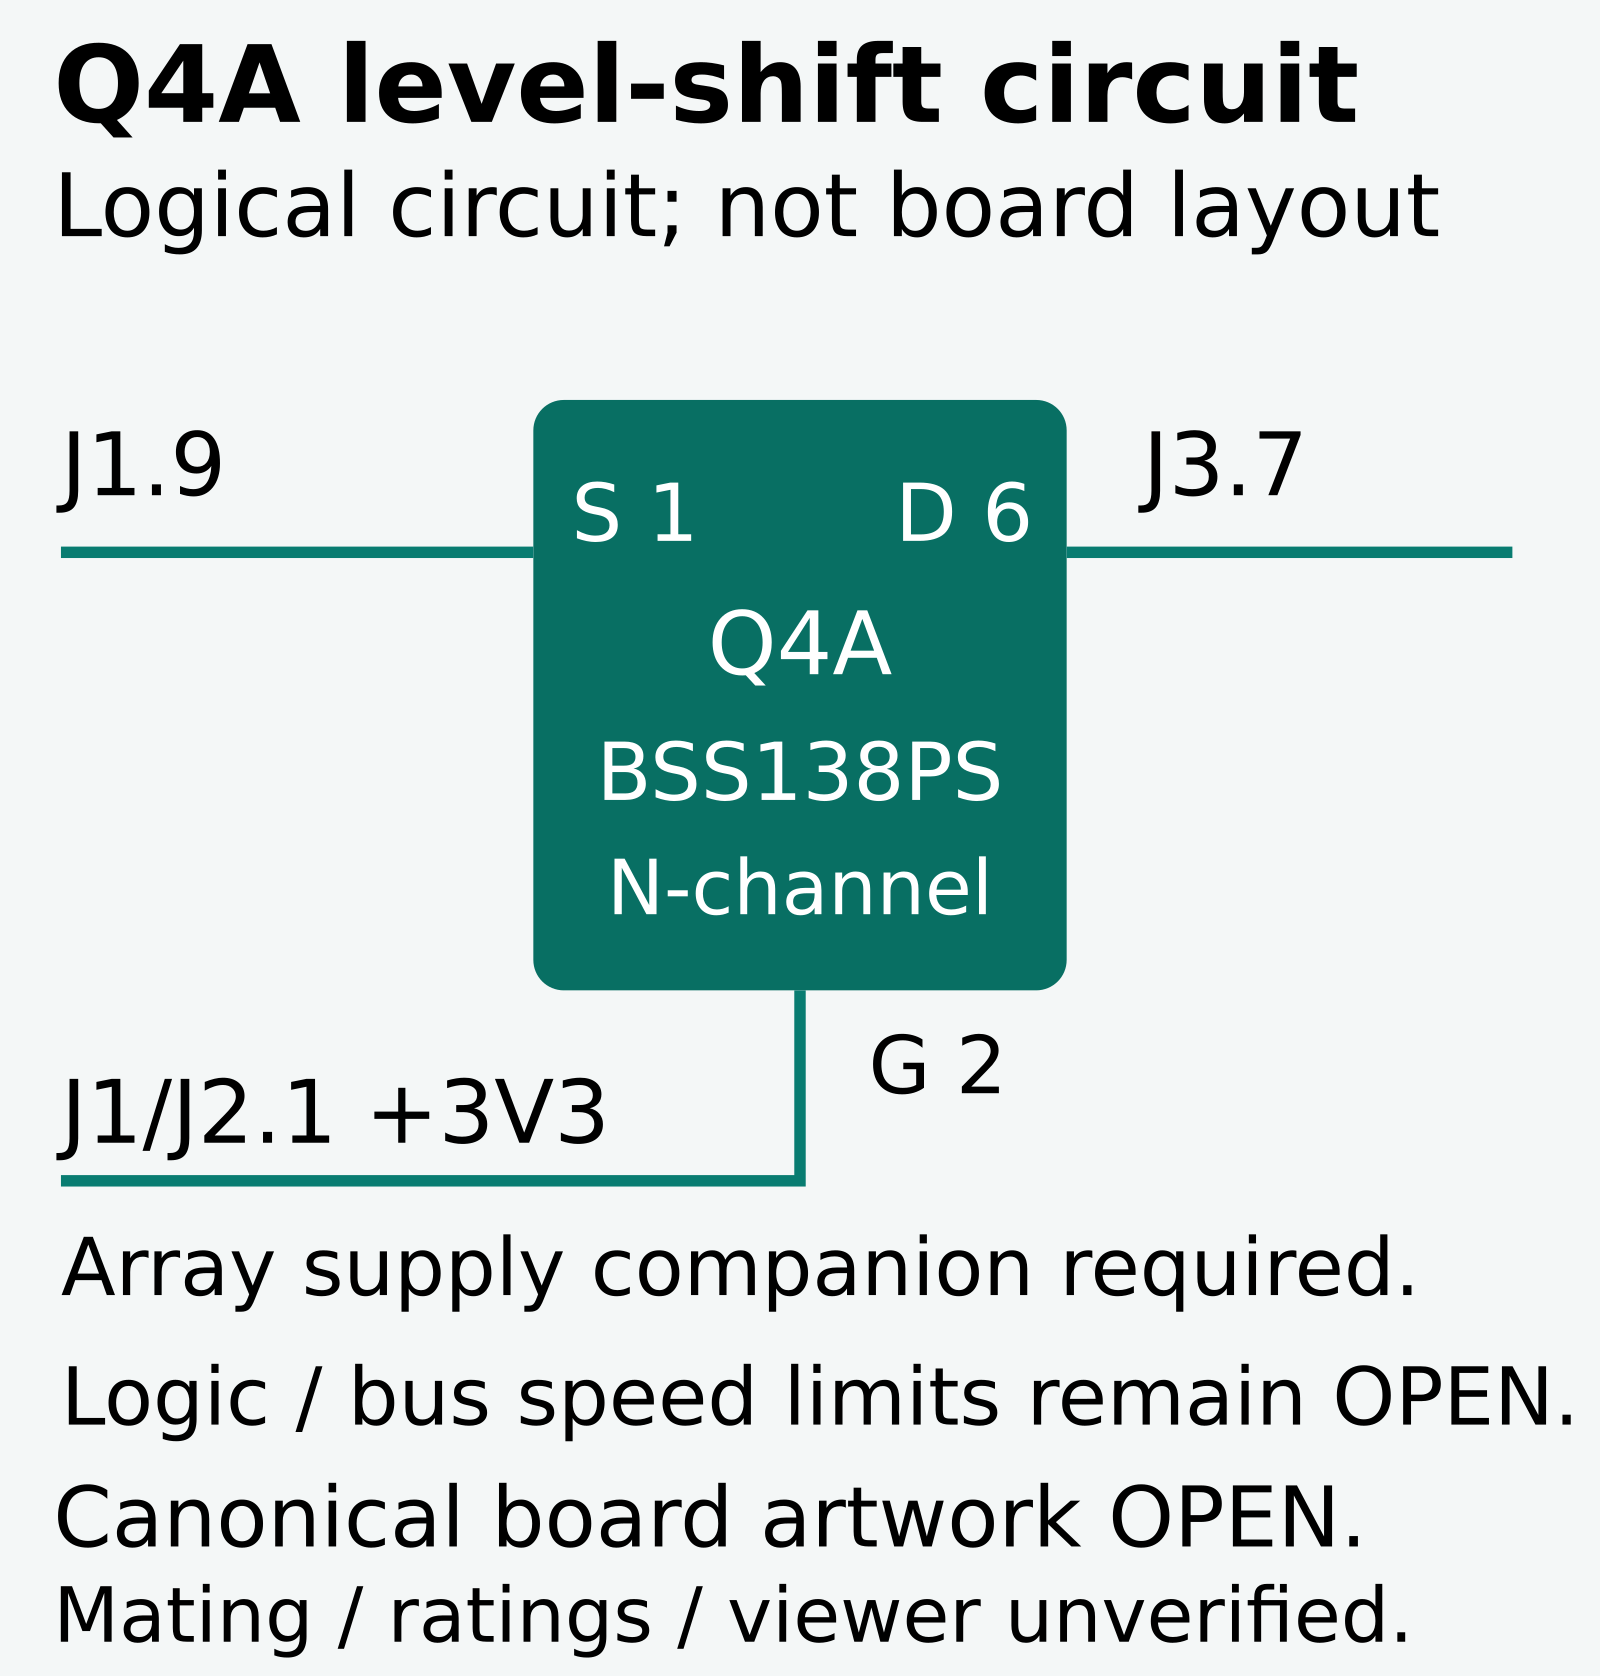 Q4A level-shift circuit
Logical circuit; not board layout
J1.9
J3.7
S 1
D 6
Q4A
BSS138PS
N-channel
G 2
J1/J2.1 +3V3
Array supply companion required.
Logic / bus speed limits remain OPEN.
Canonical board artwork OPEN.
Mating / ratings / viewer unverified.